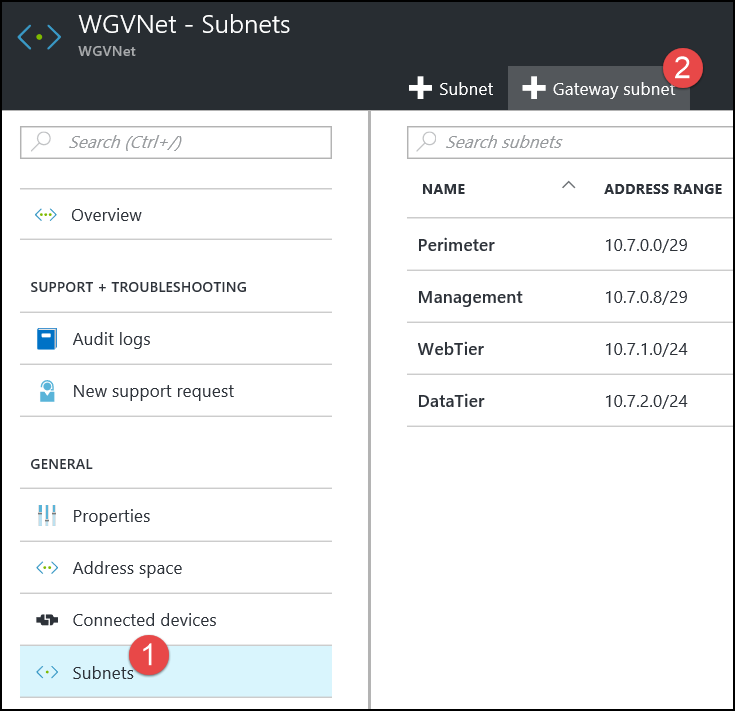 WGVNet - Subnets
WGVNet
Subnet
Gateway subnet
2
Search (Ctrl+/)
Search subnets
NAME
ADDRESS RANGE
Overview
Perimeter
10.7.0.0/29
SUPPORT + TROUBLESHOOTING
Management
10.7.0.8/29
Audit logs
WebTier
10.7.1.0/24
New support request
DataTier
10.7.2.0/24
GENERAL
Properties
Address space
Connected devices
1
Subnets